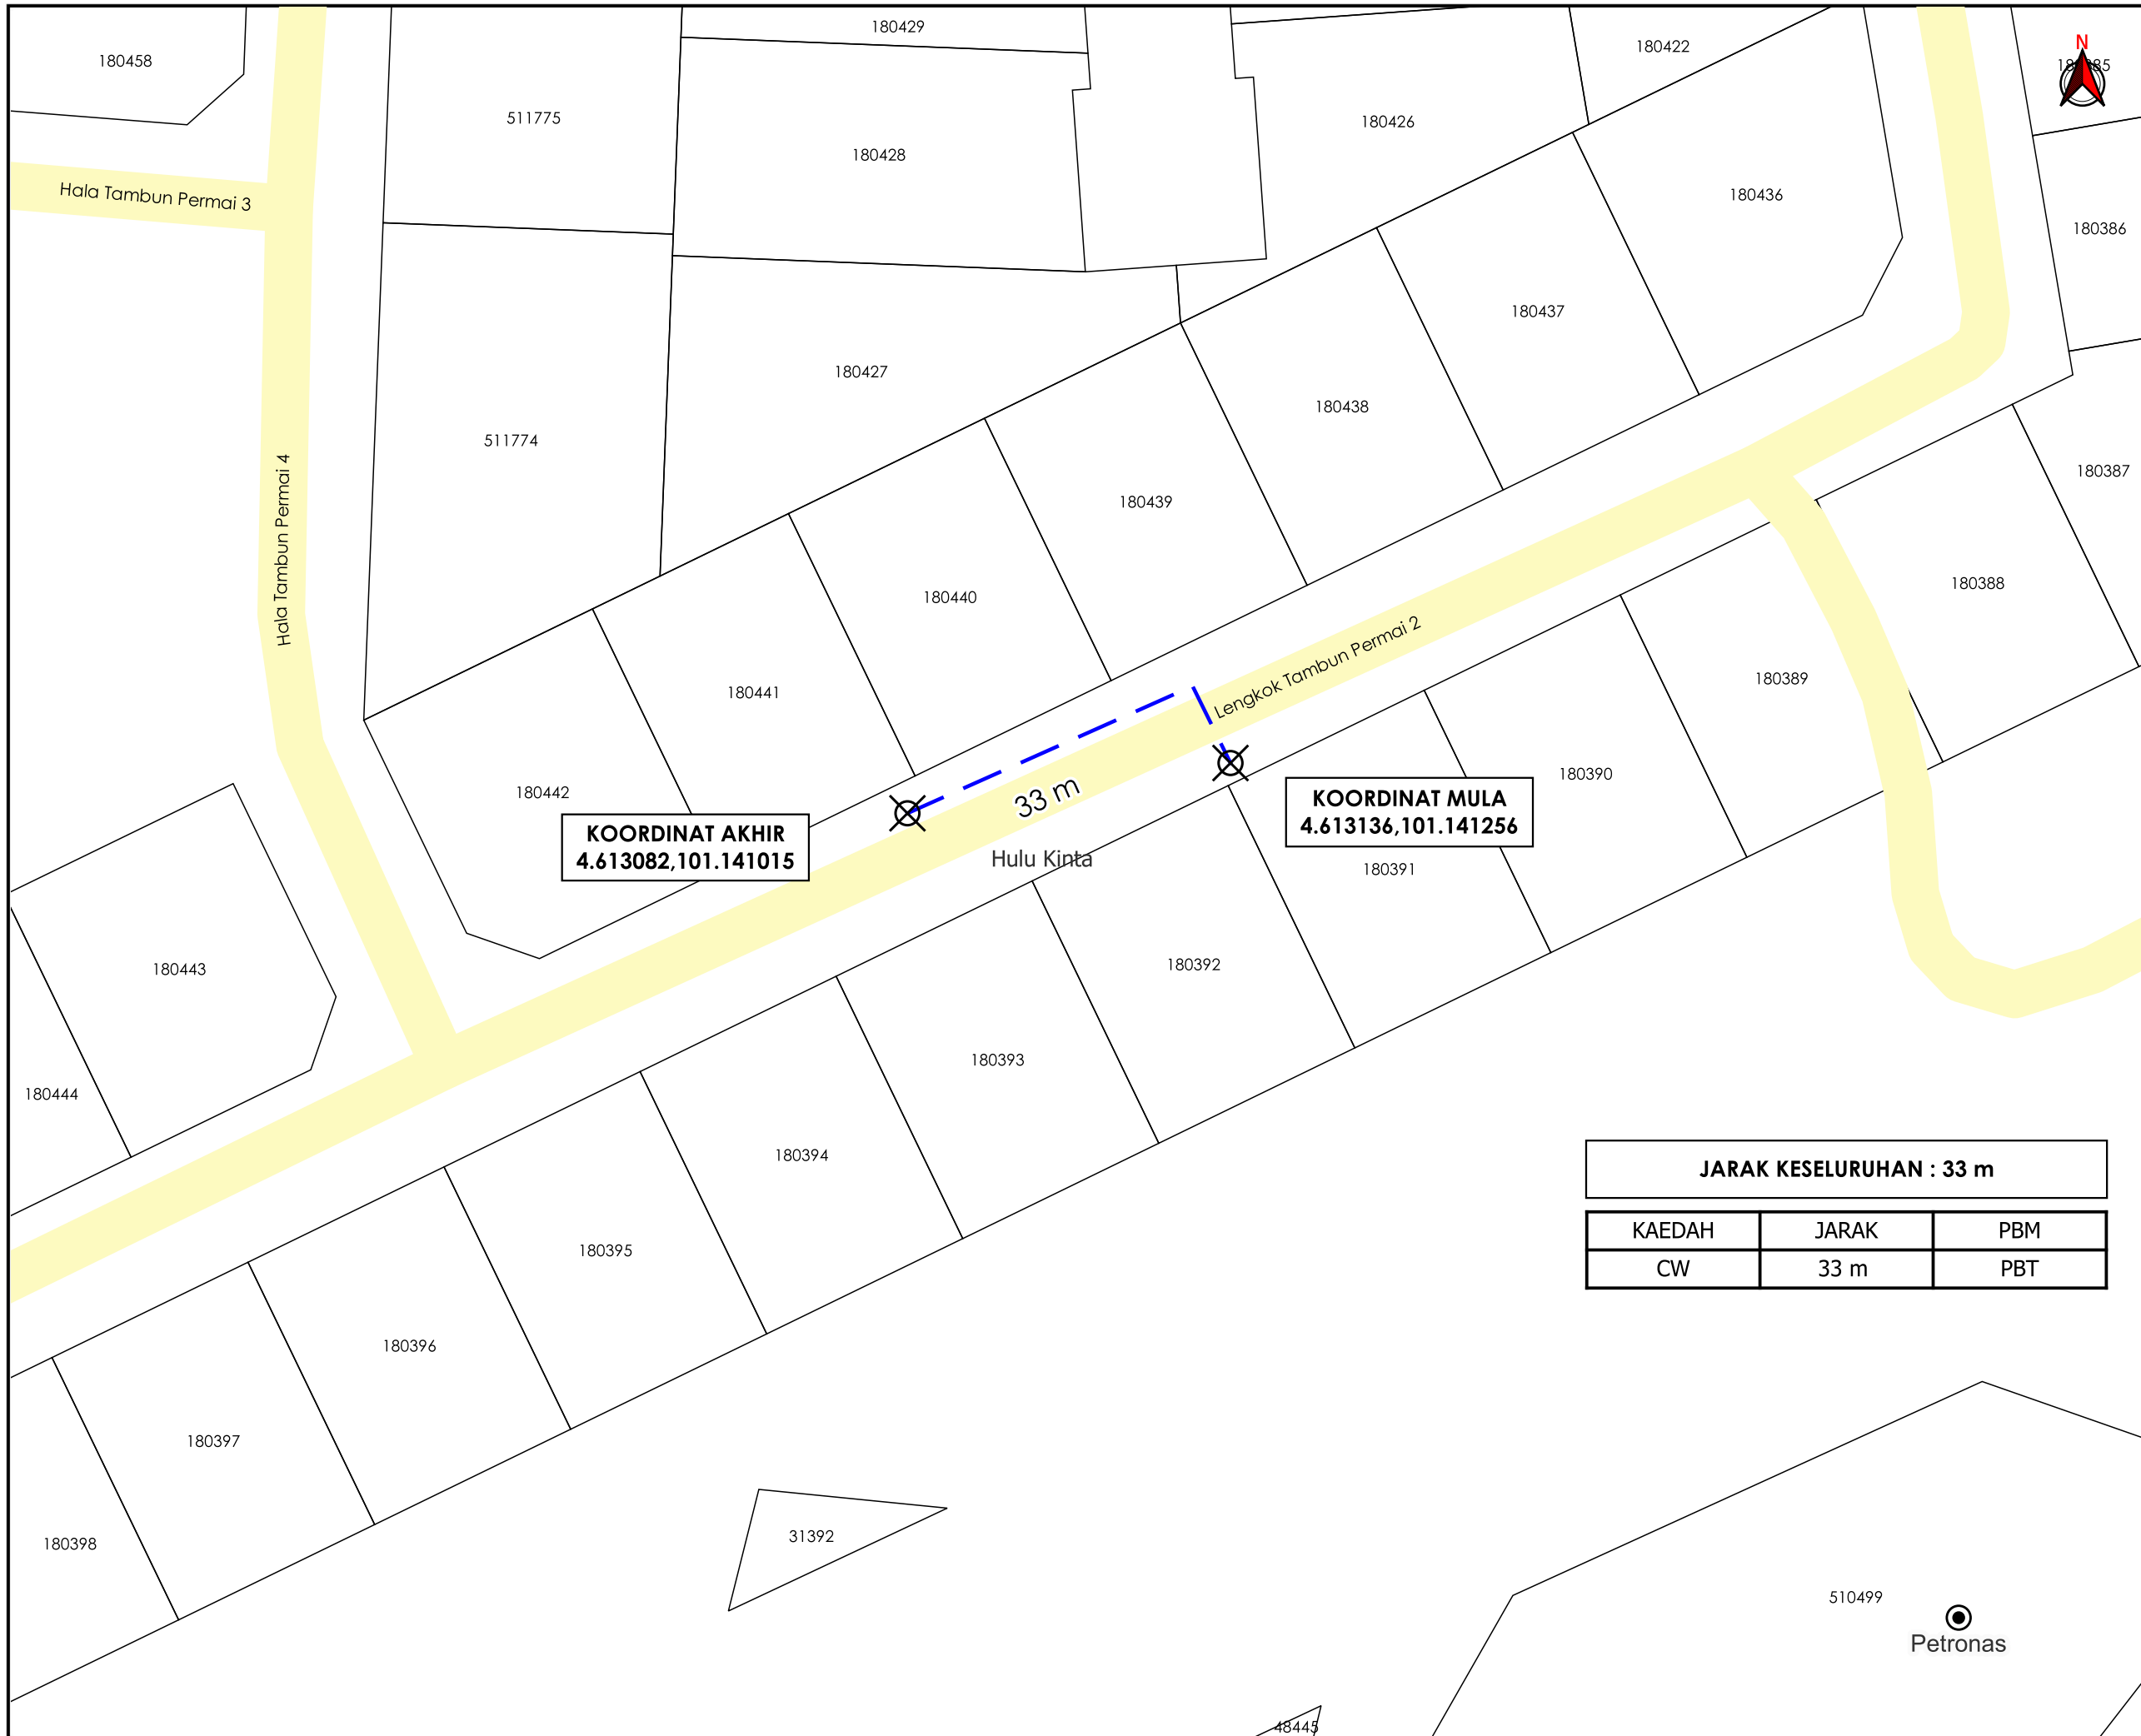 180429
180458
180422
N
511775
180426
180428
Hala Tambun Permai 3
180436
180386
180437
180427
180438
511774
180387
Hala Tambun Permai 4
180439
180440
180388
Lengkok Tambun Permai 2
180441
180389
180442
33 m
KOORDINAT MULA
4.613136,101.141256
180390
KOORDINAT AKHIR
4.613082,101.141015
Hulu Kinta
180391
180443
180392
180393
180444
180394
JARAK KESELURUHAN : 33 m
KAEDAH JARAK PBM
CW 33 m PBT
180395
180396
180397
180398
31392
510499
Petronas
48445